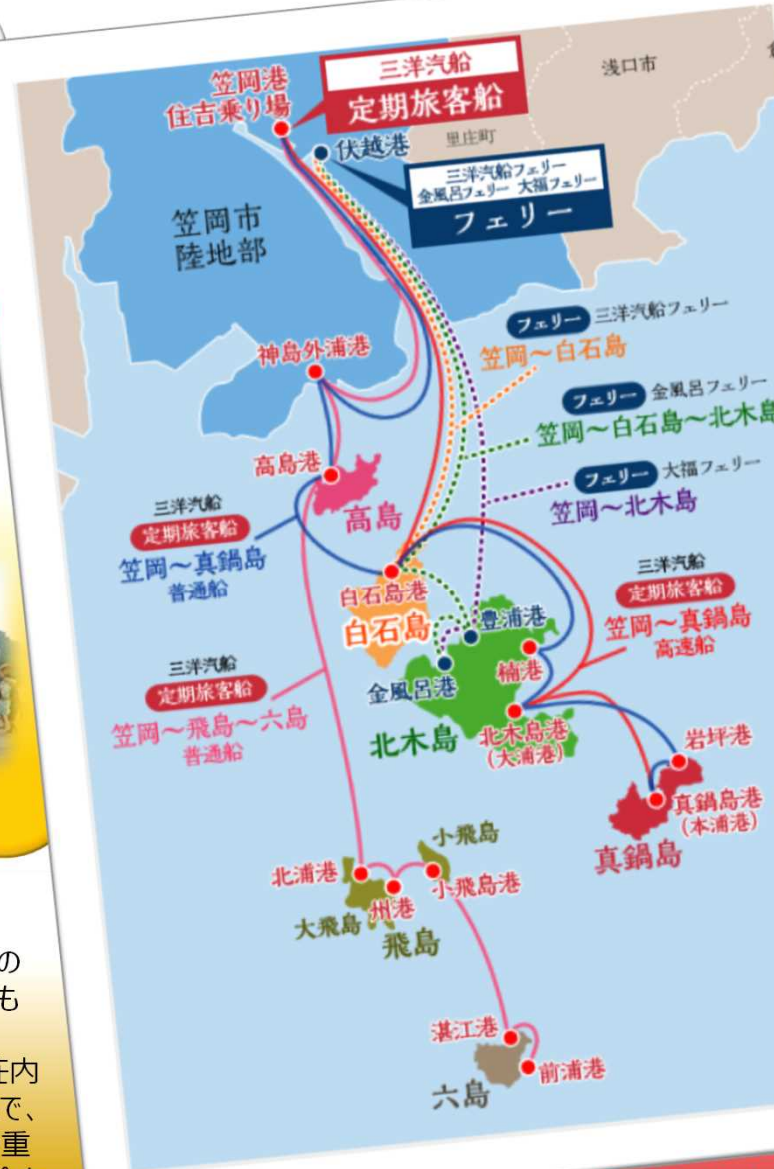 笠岡港
住吉乗り場
三洋汽船
定期旅客船
浅口市
里庄町
伏越港
三洋汽船フェリー
金風呂フェリー 大福フェリー
フェリー
笠岡市
陸地部
フェリー 三洋汽船フェリー
笠岡～白石島
神島外浦港
フェリー 金風呂フェリー
笠岡～白石島～北木島
高島港
高島
フェリー 大福フェリー
笠岡～北木島
三洋汽船
定期旅客船
笠岡～真鍋島
普通船
白石島港
白石島
豊浦港
三洋汽船
定期旅客船
笠岡～真鍋島
高速船
楠港
金風呂港
三洋汽船
定期旅客船
笠岡～飛島～六島
普通船
北木島
北木島港
(大浦港)
岩坪港
真鍋島港
(本浦港)
真鍋島
小飛島
北浦港
小飛島港
州港
大飛島
飛島
湛江港
前浦港
六島
の
も
庄内
で、
重